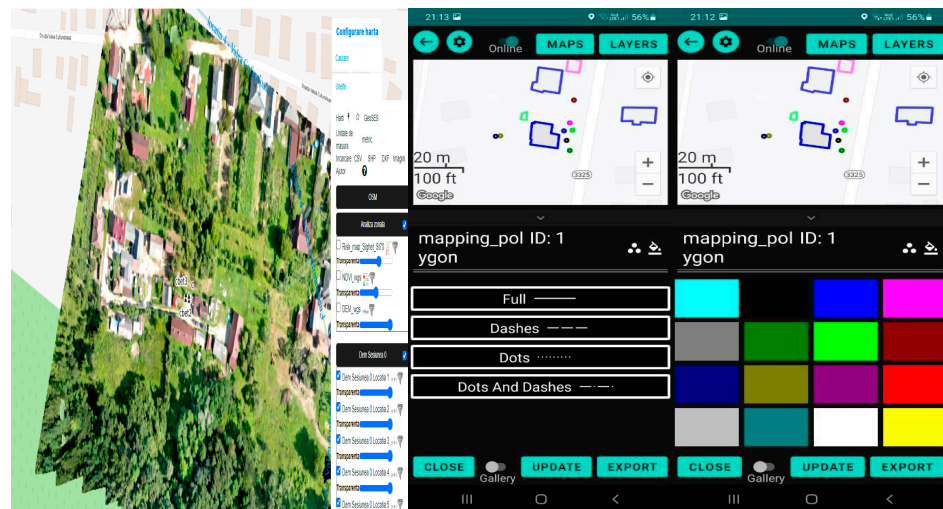 Configurare harta
Cautare
Unelte
Harti
GeoSES
Unitate de masura
metric
Incarcare CSV SHP DXF Imagini
Ajutor
OSM
Analiza zonala
Risk_map_Sighet_S070
Transparenta
NDVI_wgs
Transparenta
DEM_wgs
Transparenta
Dem Sesiunea 0
Dem Sesiunea 0 Locatia 1
Transparenta
Dem Sesiunea 0 Locatia 2
Transparenta
Dem Sesiunea 0 Locatia 3
Transparenta
Dem Sesiunea 0 Locatia 4
Transparenta
Dem Sesiunea 0 Locatia 5
cbet3
cbet2
21:13
56%
Online
MAPS
LAYERS
20 m
100 ft
Google
3325
mapping_pol ID: 1
ygon
Full
Dashes
Dots
Dots And Dashes
CLOSE
Gallery
UPDATE
EXPORT
21:12
56%
Online
MAPS
LAYERS
20 m
100 ft
Google
3325
mapping_pol ID: 1
ygon
CLOSE
Gallery
UPDATE
EXPORT